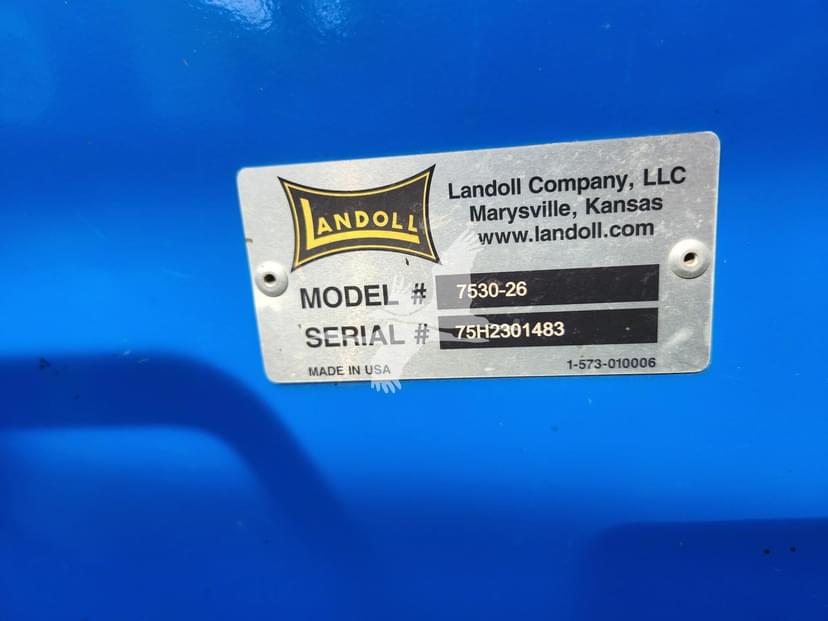 LANDOLL
Landoll Company, LLC
Marysville, Kansas
www.landoll.com
MODEL # 7530-26
SERIAL # 75H2301483
MADE IN USA 1-573-010006